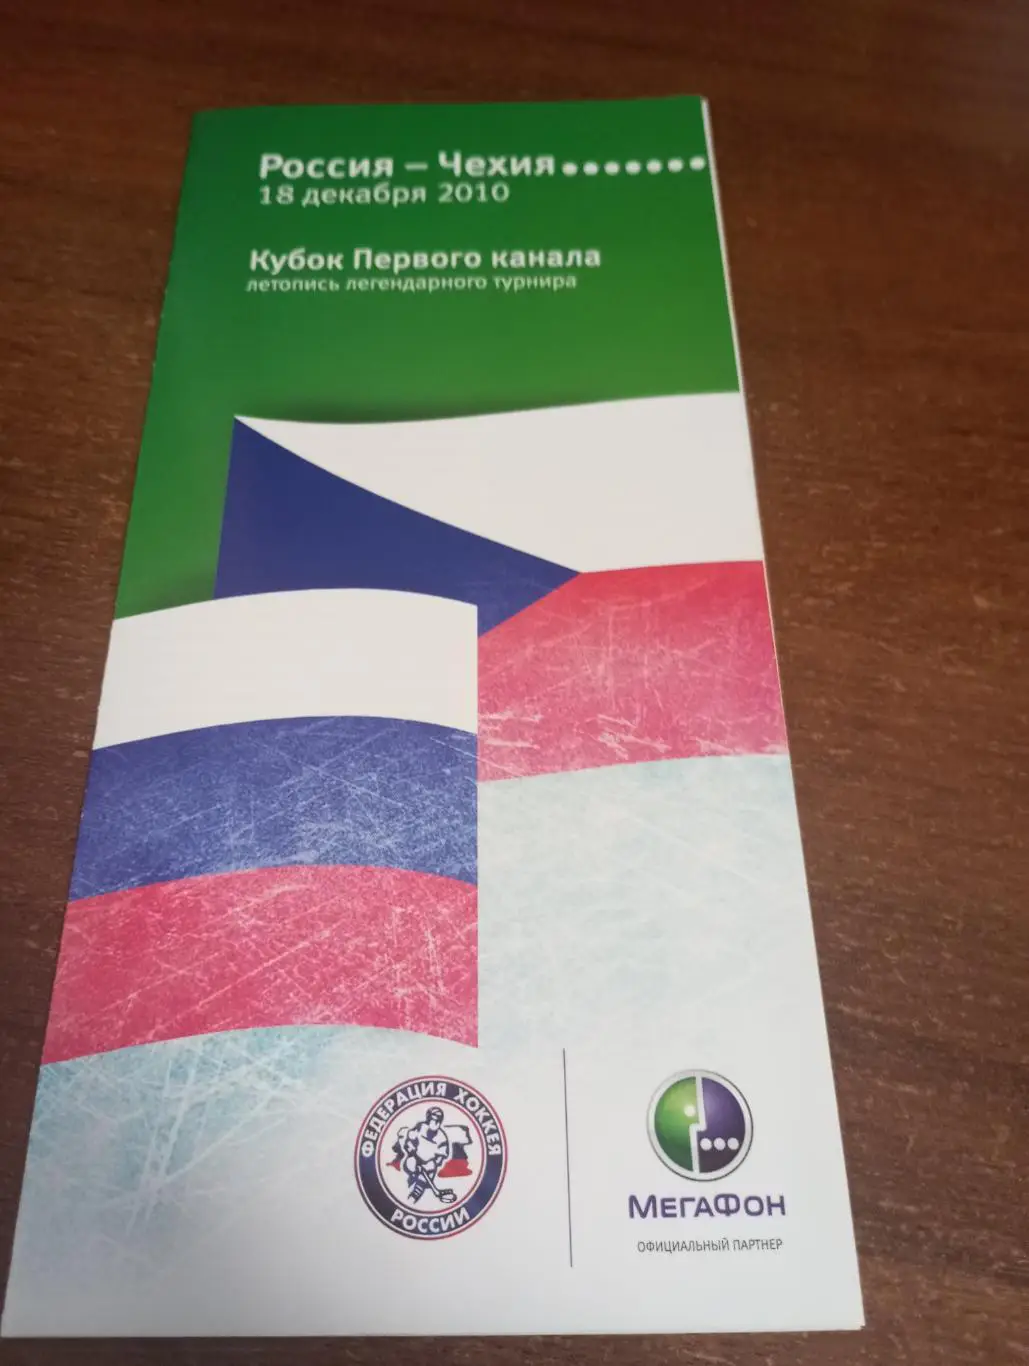 Россия – Чехия
18 декабря 2010
Кубок Первого канала
летопись легендарного турнира
ФЕДЕРАЦИЯ ХОККЕЯ
РОССИИ
МЕГАФОН
ОФИЦИАЛЬНЫЙ ПАРТНЕР